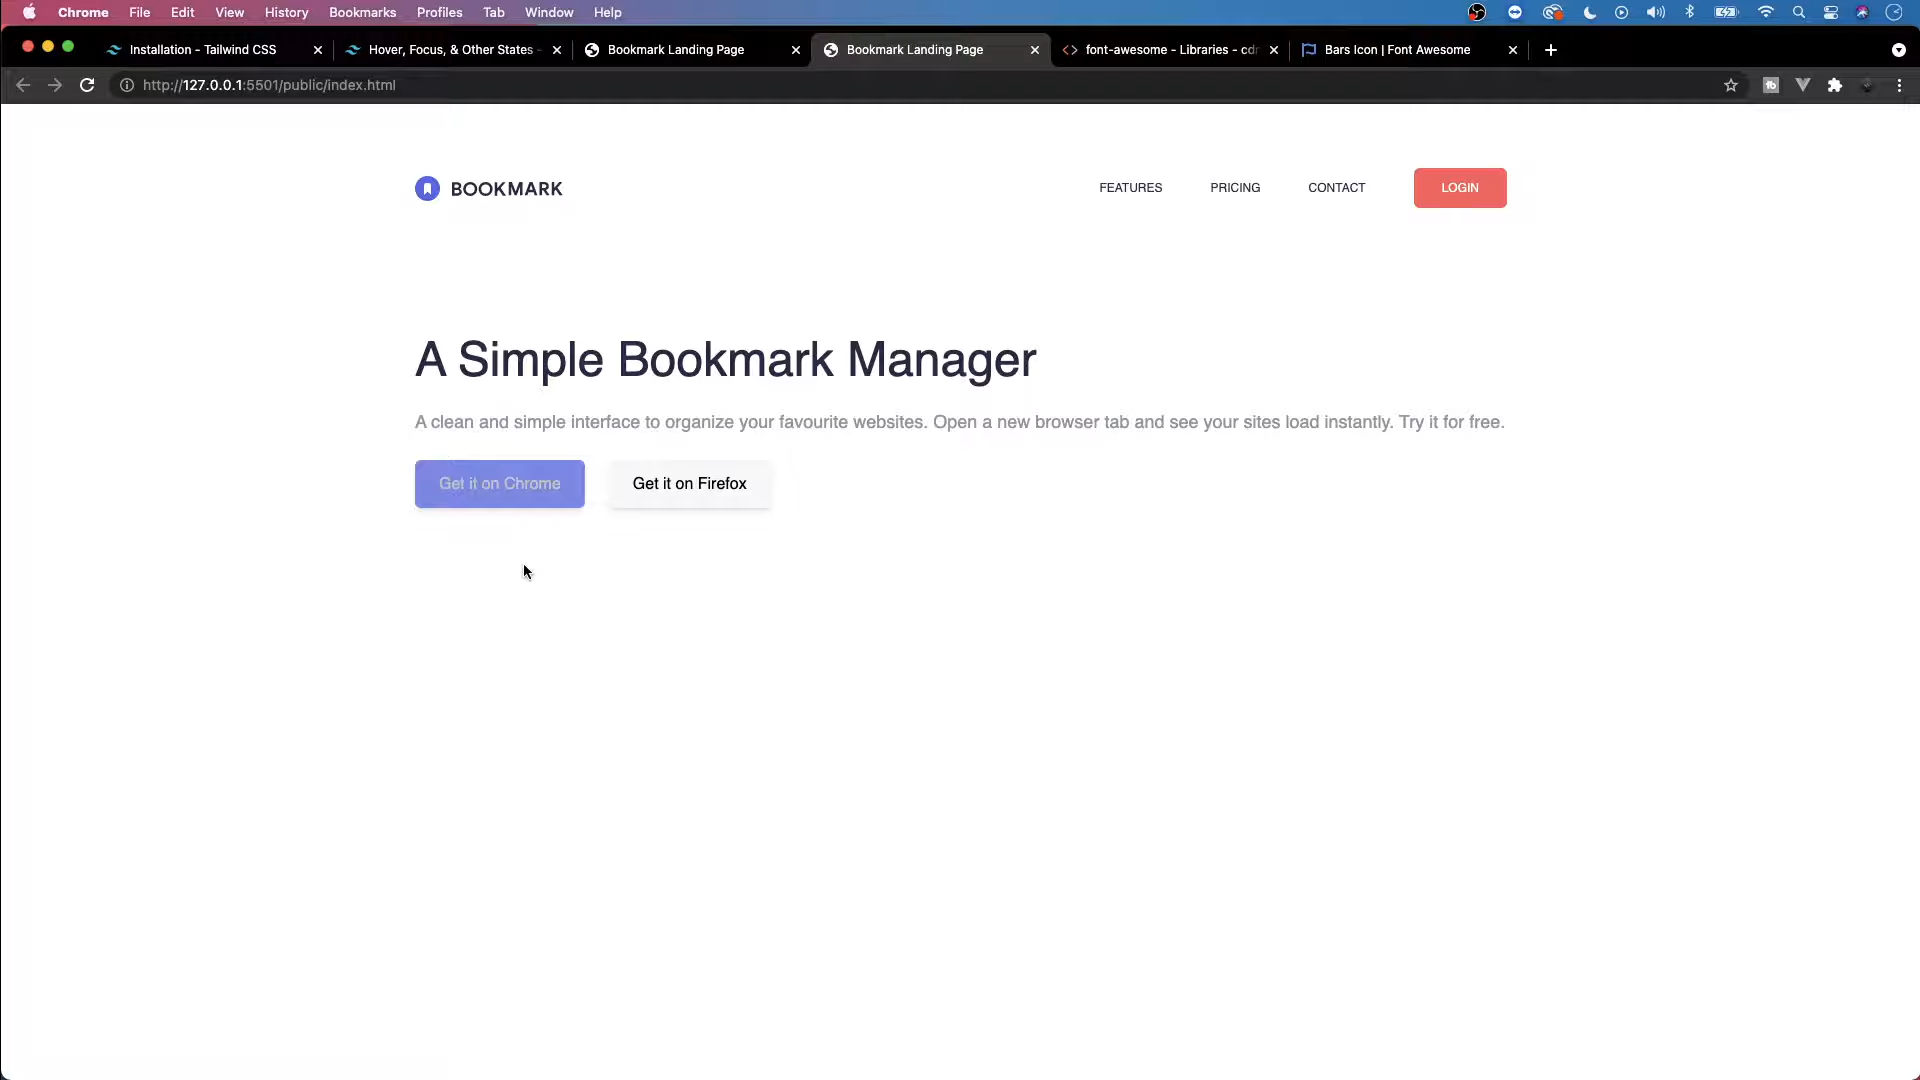 Chrome File Edit View History Bookmarks Profiles Tab Window Help
Installation - Tailwind CSS Hover, Focus, & Other States - Bookmark Landing Page Bookmark Landing Page font-awesome - Libraries - cdn Bars Icon | Font Awesome
http://127.0.0.1:5501/public/index.html
BOOKMARK FEATURES PRICING CONTACT LOGIN
A Simple Bookmark Manager
A clean and simple interface to organize your favourite websites. Open a new browser tab and see your sites load instantly. Try it for free.
Get it on Chrome Get it on Firefox